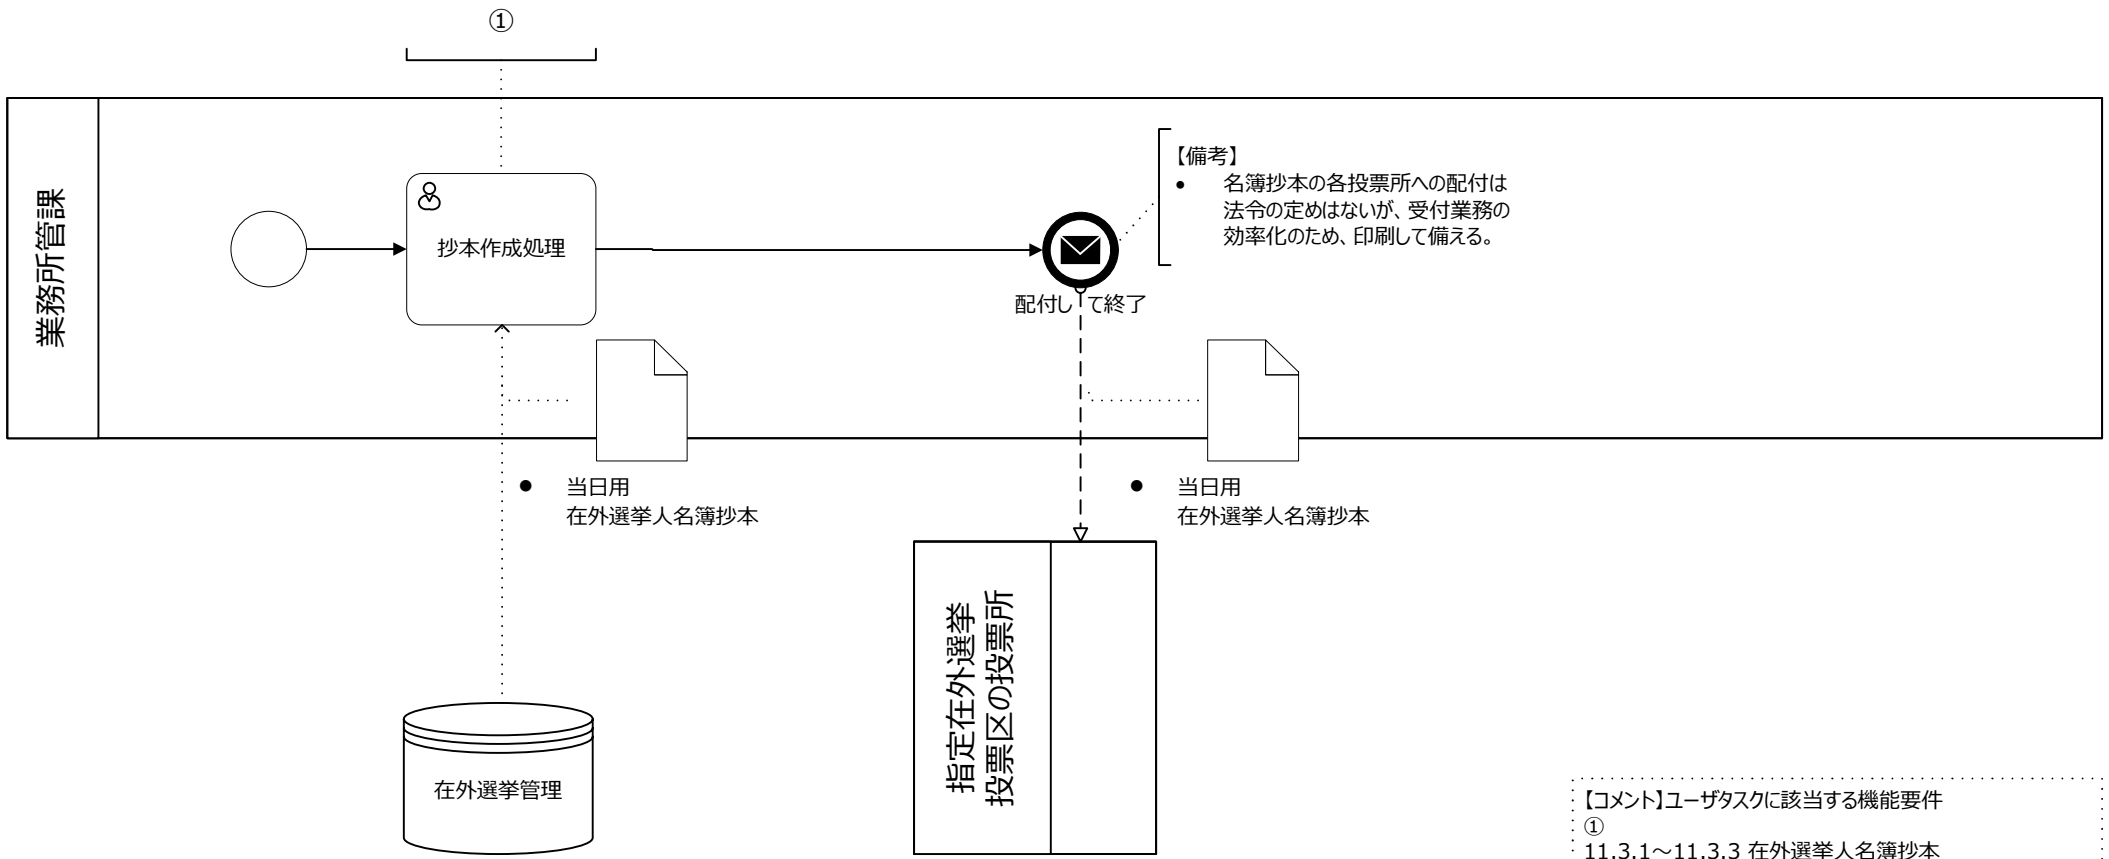 ①
業務所管課
抄本作成処理
【備考】
● 名簿抄本の各投票所への配付は
法令の定めはないが、受付業務の
効率化のため、印刷して備える。
配付して終了
● 当日用
在外選挙人名簿抄本
● 当日用
在外選挙人名簿抄本
指定在外選挙
投票区の投票所
在外選挙管理
【コメント】ユーザタスクに該当する機能要件
①
11.3.1～11.3.3 在外選挙人名簿抄本